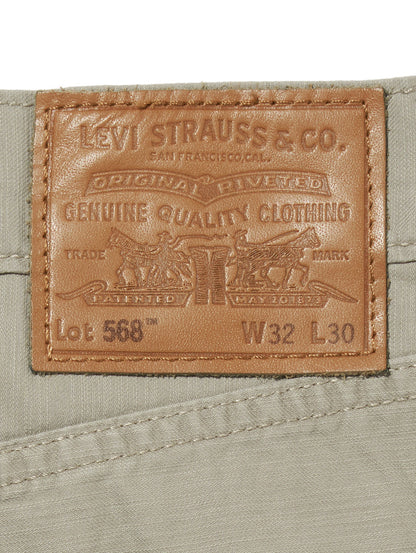 LEVI STRAUSS & CO.
SAN FRANCISCO,CAL.
ORIGINAL RIVETED
GENUINE QUALITY CLOTHING
TRADE MARK
PATENTED MAY 20 1873
Lot 568™ W32 L30